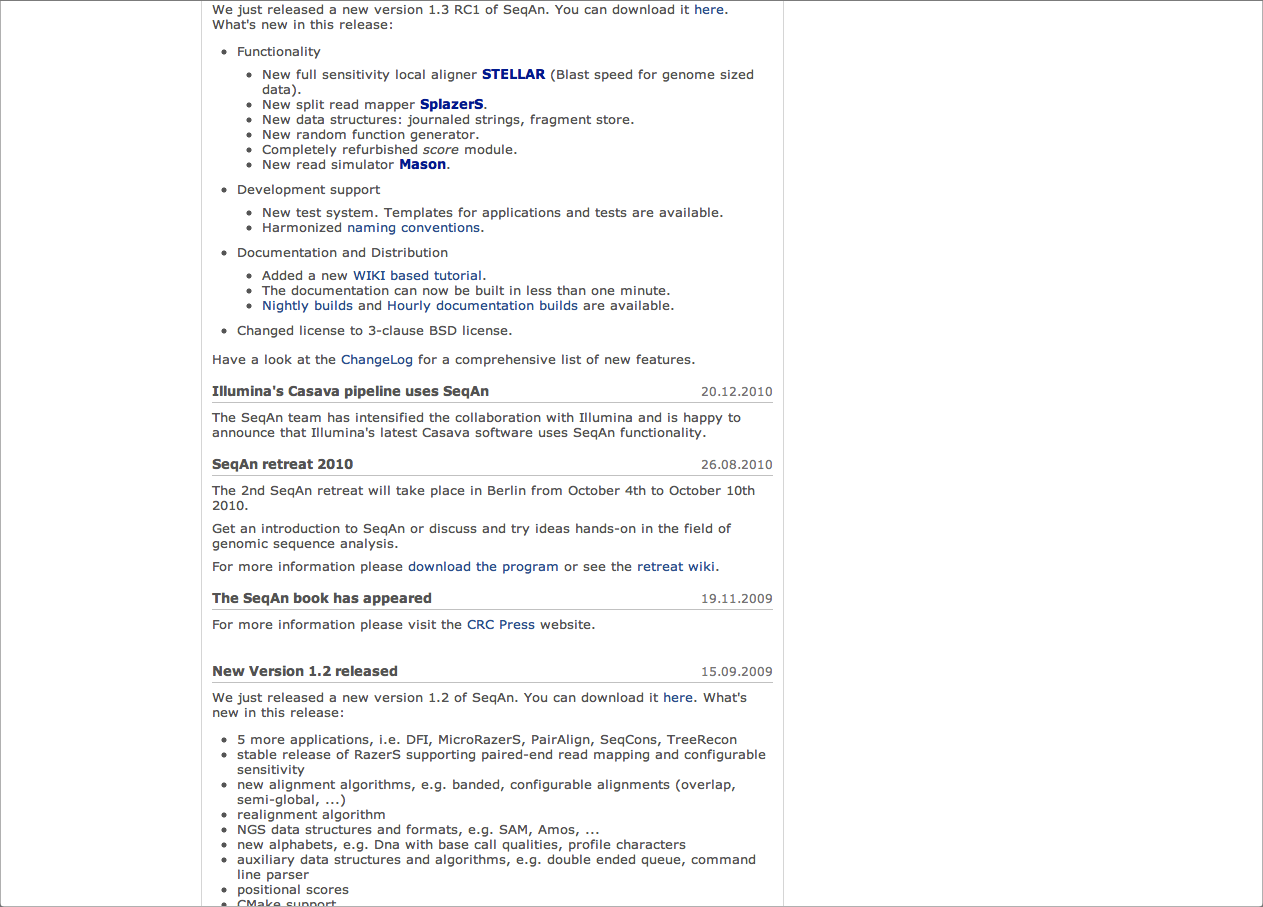 We just released a new version 1.3 RC1 of SeqAn. You can download it here.
What's new in this release:
Functionality
New full sensitivity local aligner STELLAR (Blast speed for genome sized
data).
New split read mapper SplazerS.
New data structures: journaled strings, fragment store.
New random function generator.
Completely refurbished score module.
New read simulator Mason.
Development support
New test system. Templates for applications and tests are available.
Harmonized naming conventions.
Documentation and Distribution
Added a new WIKI based tutorial.
The documentation can now be built in less than one minute.
Nightly builds and Hourly documentation builds are available.
Changed license to 3-clause BSD license.
Have a look at the ChangeLog for a comprehensive list of new features.
Illumina's Casava pipeline uses SeqAn 20.12.2010
The SeqAn team has intensified the collaboration with Illumina and is happy to
announce that Illumina's latest Casava software uses SeqAn functionality.
SeqAn retreat 2010 26.08.2010
The 2nd SeqAn retreat will take place in Berlin from October 4th to October 10th
2010.
Get an introduction to SeqAn or discuss and try ideas hands-on in the field of
genomic sequence analysis.
For more information please download the program or see the retreat wiki.
The SeqAn book has appeared 19.11.2009
For more information please visit the CRC Press website.
New Version 1.2 released 15.09.2009
We just released a new version 1.2 of SeqAn. You can download it here. What's
new in this release:
5 more applications, i.e. DFI, MicroRazerS, PairAlign, SeqCons, TreeRecon
stable release of RazerS supporting paired-end read mapping and configurable
sensitivity
new alignment algorithms, e.g. banded, configurable alignments (overlap,
semi-global, ...)
realignment algorithm
NGS data structures and formats, e.g. SAM, Amos, ...
new alphabets, e.g. Dna with base call qualities, profile characters
auxiliary data structures and algorithms, e.g. double ended queue, command
line parser
positional scores
CMake support